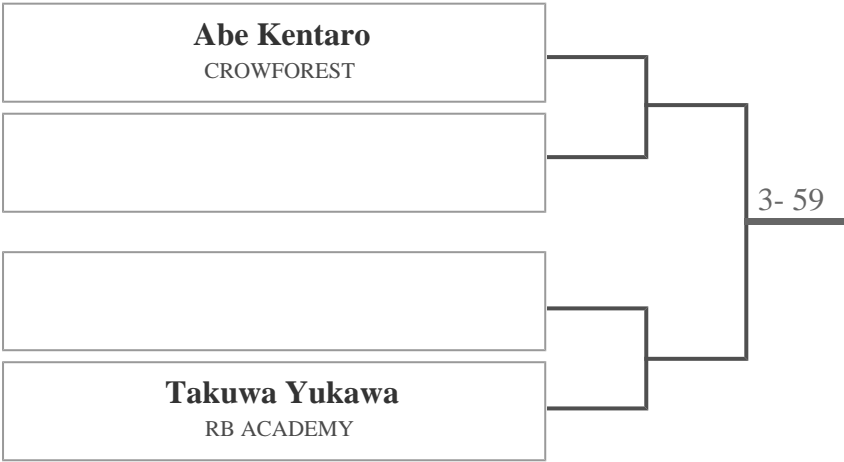 Abe Kentaro
CROWFOREST
3- 59
Takuwa Yukawa
RB ACADEMY